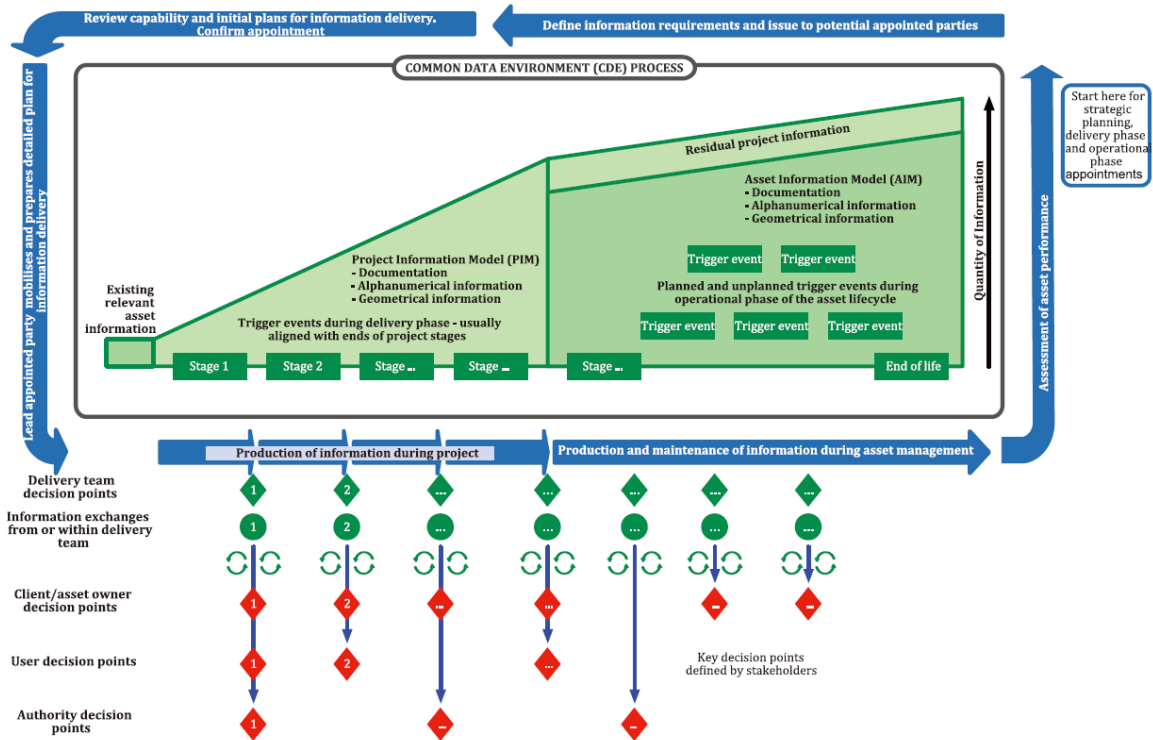 Review capability and initial plans for information delivery.
Confirm appointment
Define information requirements and issue to potential appointed parties
Lead appointed party mobilises and prepares detailed plan for
information delivery
COMMON DATA ENVIRONMENT (CDE) PROCESS
Start here for
strategic
planning,
delivery phase
and operational
phase
appointments
Assessment of asset performance
Quantity of Information
Residual project information
Asset Information Model (AIM)
- Documentation
- Alphanumerical information
- Geometrical information
Project Information Model (PIM)
- Documentation
- Alphanumerical information
- Geometrical information
Existing
relevant
asset
information
Trigger event
Trigger event
Planned and unplanned trigger events during
operational phase of the asset lifecycle
Trigger event
Trigger event
Trigger event
Trigger events during delivery phase - usually
aligned with ends of project stages
Stage 1
Stage 2
Stage ...
Stage ...
Stage ...
End of life
Production of information during project
Production and maintenance of information during asset management
Delivery team
decision points
1
2
...
...
...
...
...
Information exchanges
from or within delivery
team
1
2
...
...
...
...
...
Client/asset owner
decision points
1
2
...
...
...
...
User decision points
1
2
...
Key decision points
defined by stakeholders
Authority decision
points
1
...
...